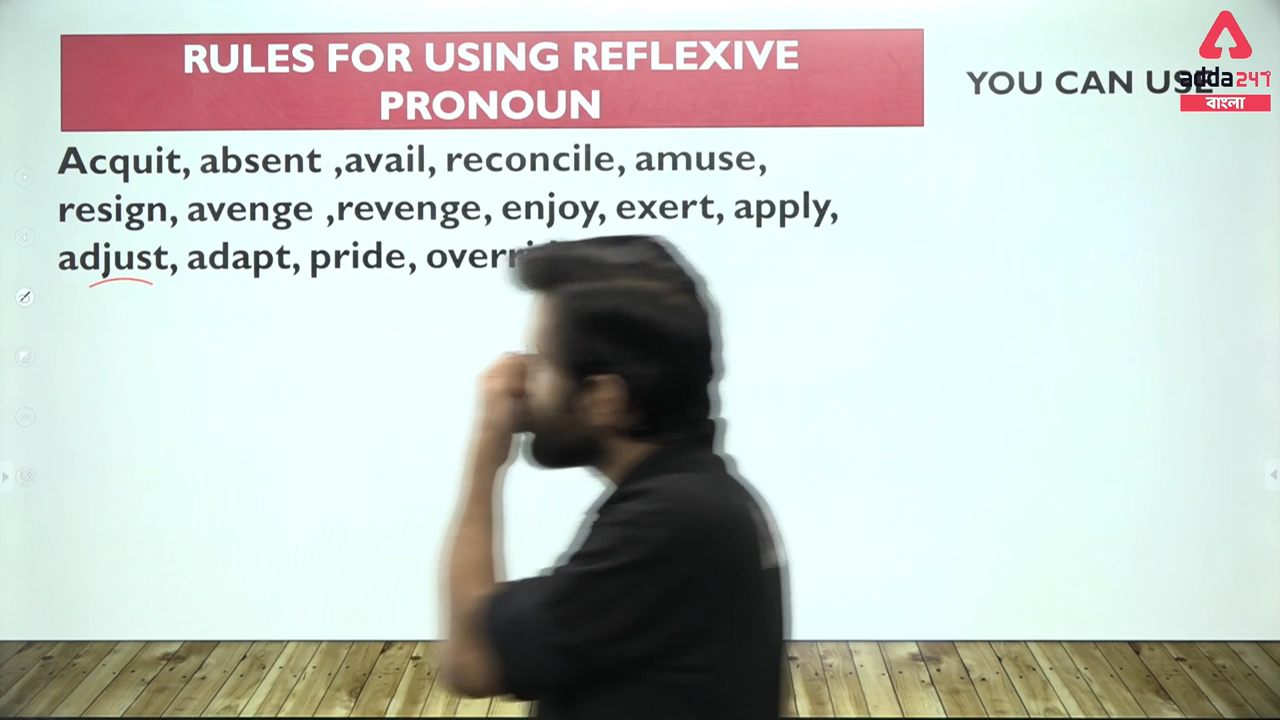 RULES FOR USING REFLEXIVE
PRONOUN
YOU CAN USE
adda247
বাংলা
Acquit, absent ,avail, reconcile, amuse,
resign, avenge ,revenge, enjoy, exert, apply,
adjust, adapt, pride,